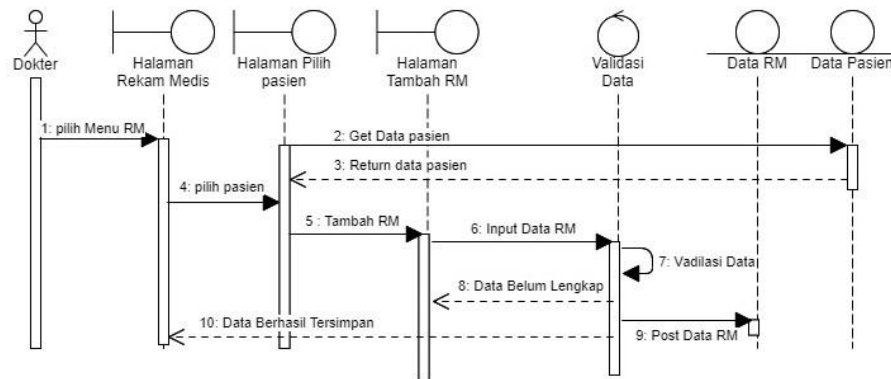 Dokter
Halaman
Rekam Medis
Halaman Pilih
pasien
Halaman
Tambah RM
Validasi
Data
Data RM
Data Pasien
1: pilih Menu RM
2: Get Data pasien
3: Return data pasien
4: pilih pasien
5 : Tambah RM
6: Input Data RM
7: Vadilasi Data
8: Data Belum Lengkap
9: Post Data RM
10: Data Berhasil Tersimpan